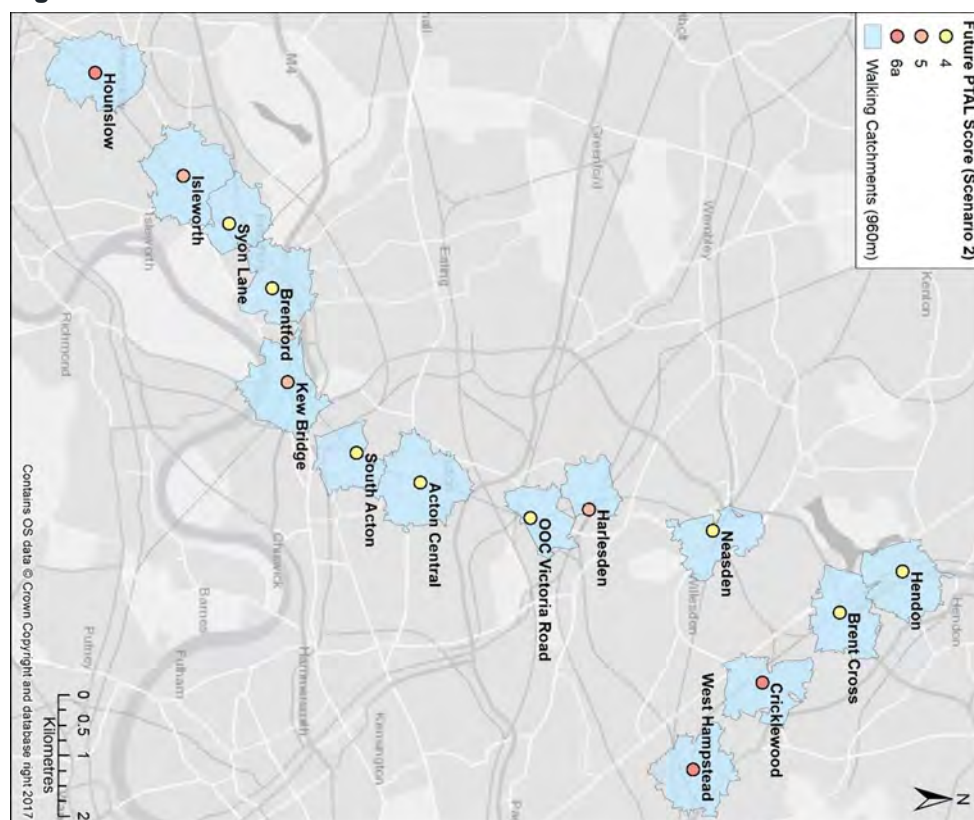 Future PTAL Score (Scenario 2)
4
5
6a
Walking Catchments (960m)
N
Kenton
Hendon
Hendon
Brent Cross
Cricklewood
West Hampstead
Wembley
Neasden
Willesden
Greenford
Harlesden
OOC Victoria Road
Ealing
Acton Central
South Acton
Kensington
Hammersmith
M4
Kew Bridge
Chiswick
Brentford
Syon Lane
Fulham
Barnes
Isleworth
Isleworth
Putney
Hounslow
Richmond
0 0.5 1 2
Kilometres
Contains OS data © Crown Copyright and database right 2017